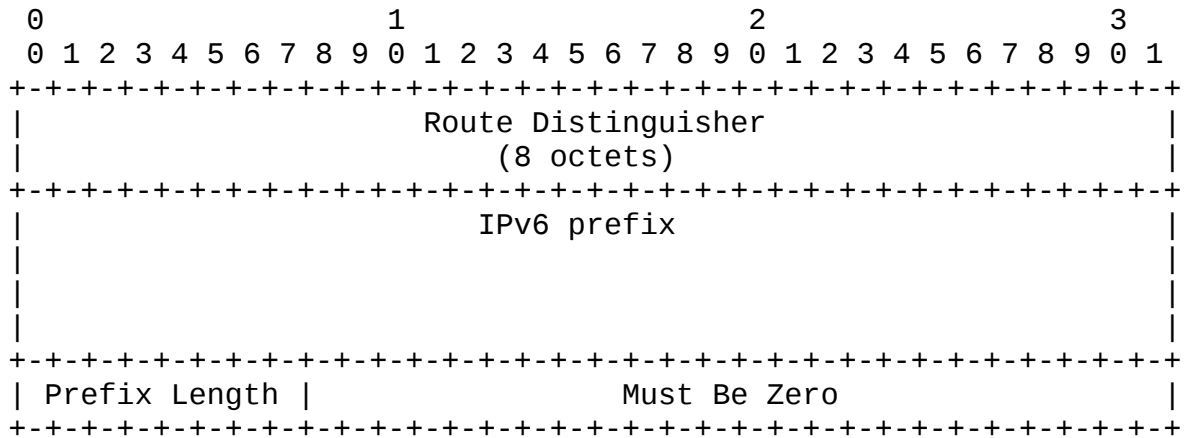 0                   1                   2                   3
0 1 2 3 4 5 6 7 8 9 0 1 2 3 4 5 6 7 8 9 0 1 2 3 4 5 6 7 8 9 0 1
+-+-+-+-+-+-+-+-+-+-+-+-+-+-+-+-+-+-+-+-+-+-+-+-+-+-+-+-+-+-+-+-+
| Route Distinguisher |
| (8 octets) |
+-+-+-+-+-+-+-+-+-+-+-+-+-+-+-+-+-+-+-+-+-+-+-+-+-+-+-+-+-+-+-+-+
| IPv6 prefix |
| |
| |
| |
+-+-+-+-+-+-+-+-+-+-+-+-+-+-+-+-+-+-+-+-+-+-+-+-+-+-+-+-+-+-+-+-+
| Prefix Length | Must Be Zero |
+-+-+-+-+-+-+-+-+-+-+-+-+-+-+-+-+-+-+-+-+-+-+-+-+-+-+-+-+-+-+-+-+